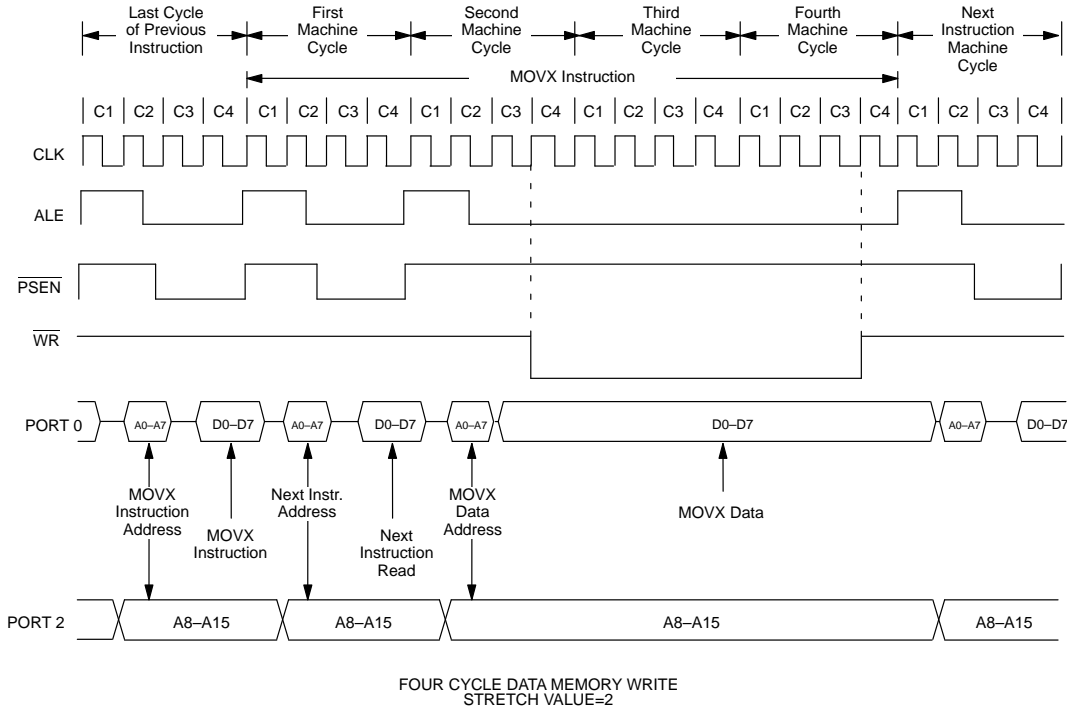 Last Cycle of Previous Instruction
First Machine Cycle
Second Machine Cycle
Third Machine Cycle
Fourth Machine Cycle
Next Instruction Machine Cycle
MOVX Instruction
C1 C2 C3 C4 C1 C2 C3 C4 C1 C2 C3 C4 C1 C2 C3 C4 C1 C2 C3 C4 C1 C2 C3 C4
CLK
ALE
PSEN
WR
PORT 0
A0–A7 D0–D7 A0–A7 D0–D7 A0–A7 D0–D7 A0–A7 D0–D7
MOVX Instruction Address
MOVX Instruction
Next Instr. Address
Next Instruction Read
MOVX Data Address
MOVX Data
PORT 2
A8–A15 A8–A15 A8–A15 A8–A15
FOUR CYCLE DATA MEMORY WRITE
STRETCH VALUE=2